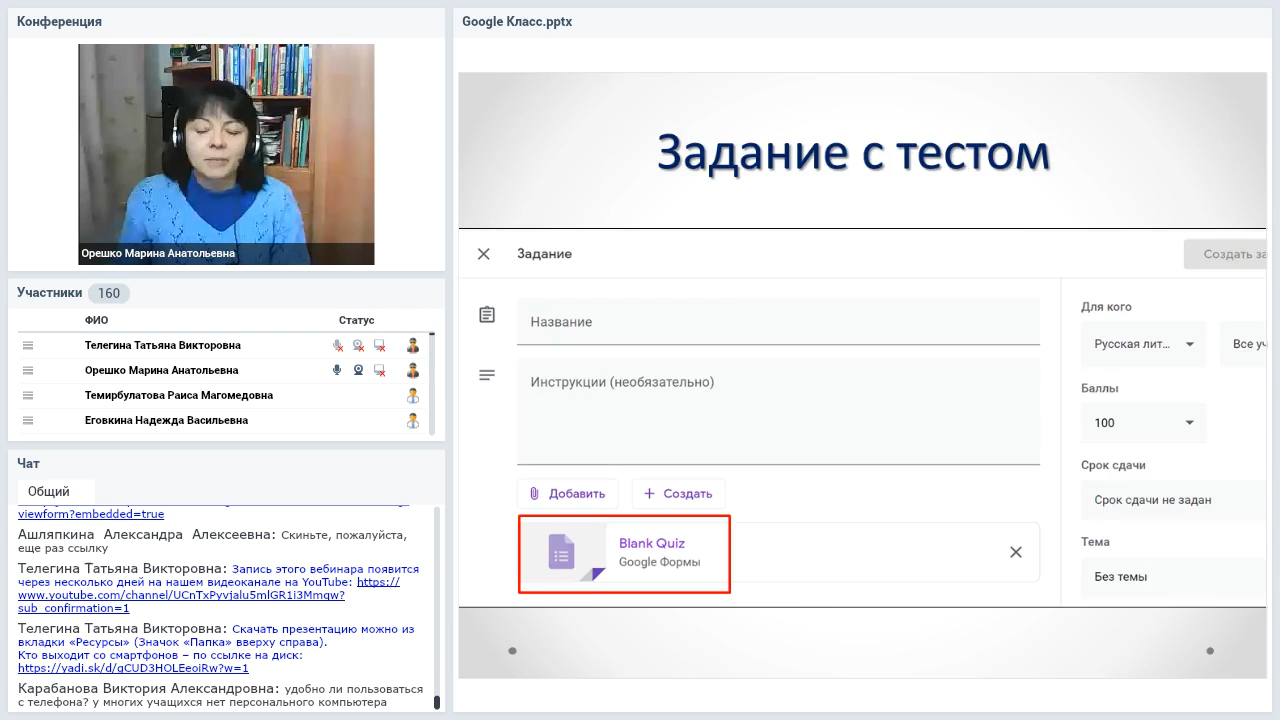 Конференция
Орешко Марина Анатольевна
Участники 160
ФИО Статус
Телегина Татьяна Викторовна
Орешко Марина Анатольевна
Темирбулатова Раиса Магомедовна
Еговкина Надежда Васильевна
Чат
Общий
viewform?embedded=true
Ашляпкина Александра Алексеевна: Скиньте, пожалуйста,
еще раз ссылку
Телегина Татьяна Викторовна: Запись этого вебинара появится
через несколько дней на нашем видеоканале на YouTube: https://
www.youtube.com/channel/UCnTxPyvjalu5mlGR1i3Mmqw?
sub_confirmation=1
Телегина Татьяна Викторовна: Скачать презентацию можно из
вкладки «Ресурсы» (Значок «Папка» вверху справа).
Кто выходит со смартфонов – по ссылке на диск:
https://yadi.sk/d/gCUD3HOLEeoiRw?w=1
Карабанова Виктория Александровна: удобно ли пользоваться
с телефона? у многих учащихся нет персонального компьютера
Google Класс.pptx
Задание с тестом
Задание
Создать за
Название
Инструкции (необязательно)
Добавить
Создать
Blank Quiz
Google Формы
Для кого
Русская лит...
Все уч
Баллы
100
Срок сдачи
Срок сдачи не задан
Тема
Без темы